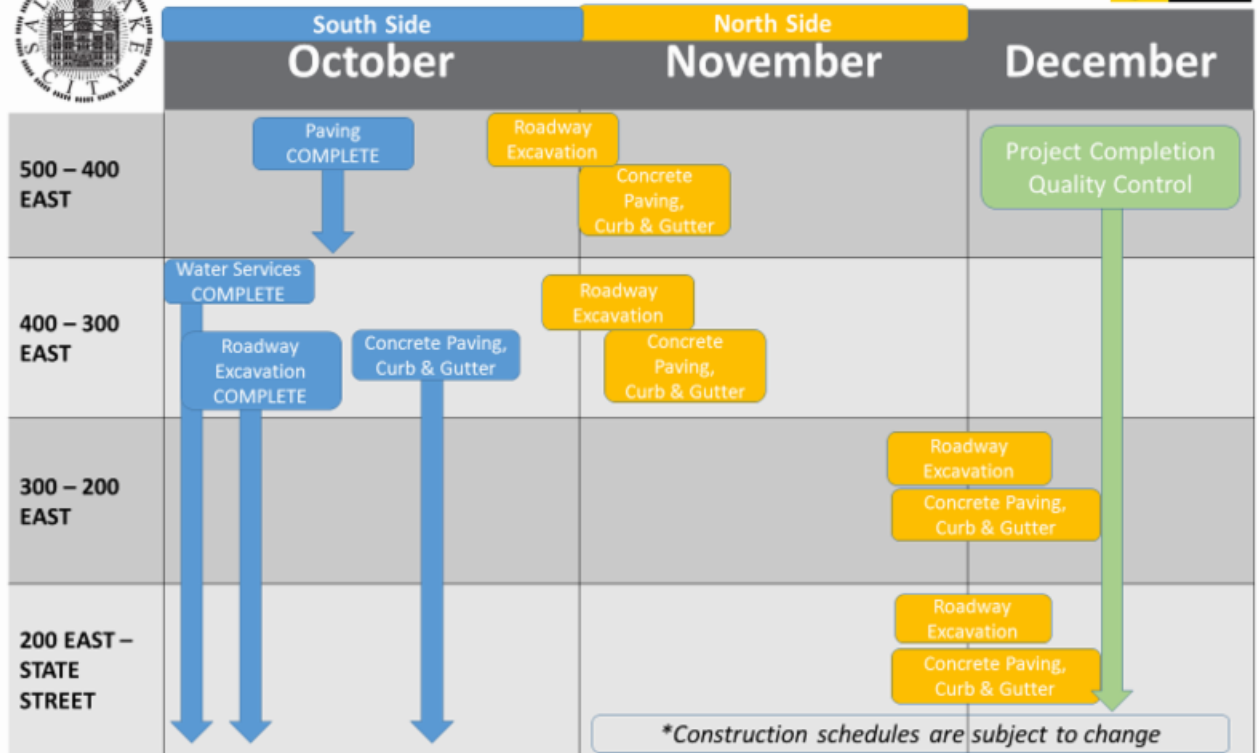 SALT LAKE
CITY
South Side
North Side
October
November
December
500 – 400
EAST
Paving
COMPLETE
Roadway
Excavation
Concrete
Paving,
Curb & Gutter
Project Completion
Quality Control
400 – 300
EAST
Water Services
COMPLETE
Roadway
Excavation
COMPLETE
Concrete Paving,
Curb & Gutter
Roadway
Excavation
Concrete
Paving,
Curb & Gutter
300 – 200
EAST
Roadway
Excavation
Concrete Paving,
Curb & Gutter
200 EAST –
STATE
STREET
Roadway
Excavation
Concrete Paving,
Curb & Gutter
*Construction schedules are subject to change